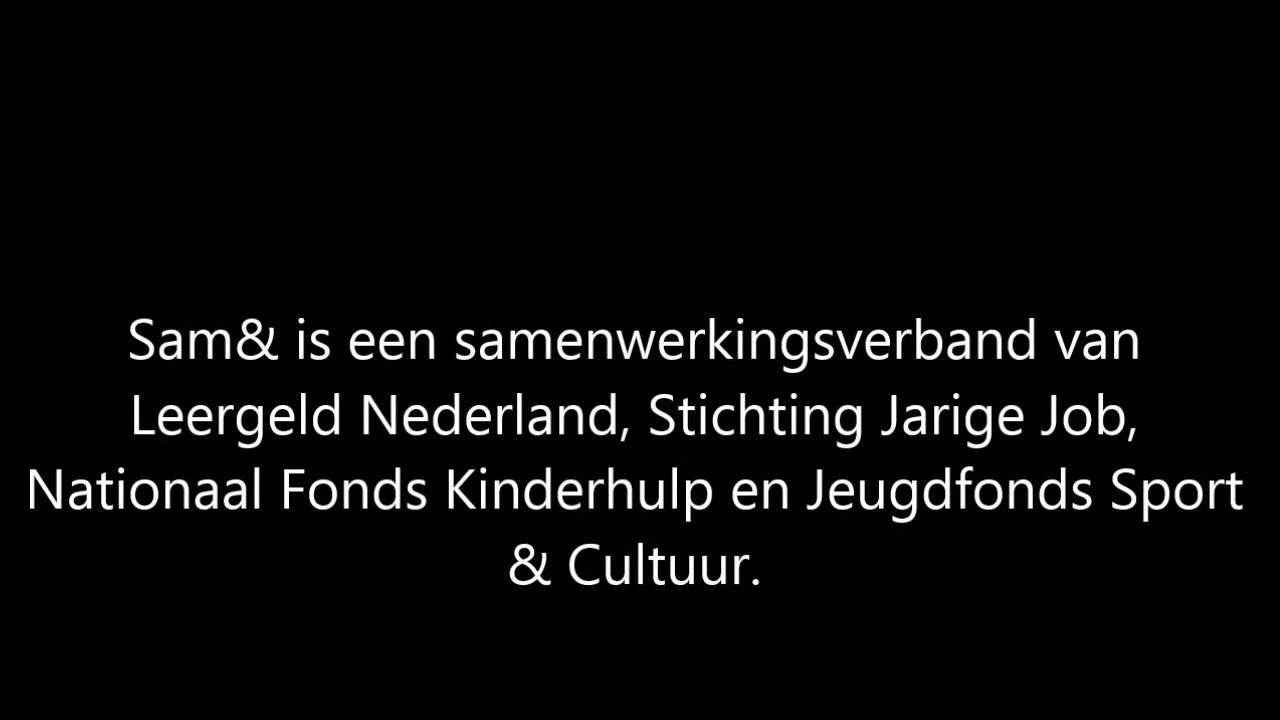 Sam& is een samenwerkingsverband van
Leergeld Nederland, Stichting Jarige Job,
Nationaal Fonds Kinderhulp en Jeugdfonds Sport
& Cultuur.